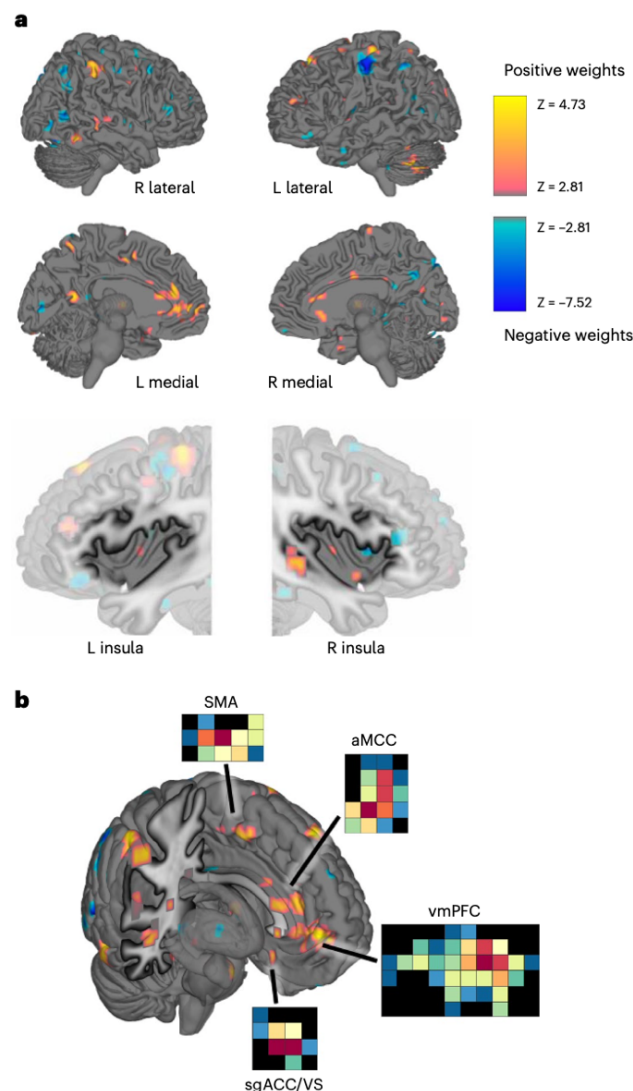 a
Positive weights
Z = 4.73
Z = 2.81
Z = −2.81
Z = −7.52
Negative weights
R lateral
L lateral
L medial
R medial
L insula
R insula
b
SMA
aMCC
vmPFC
sgACC/VS